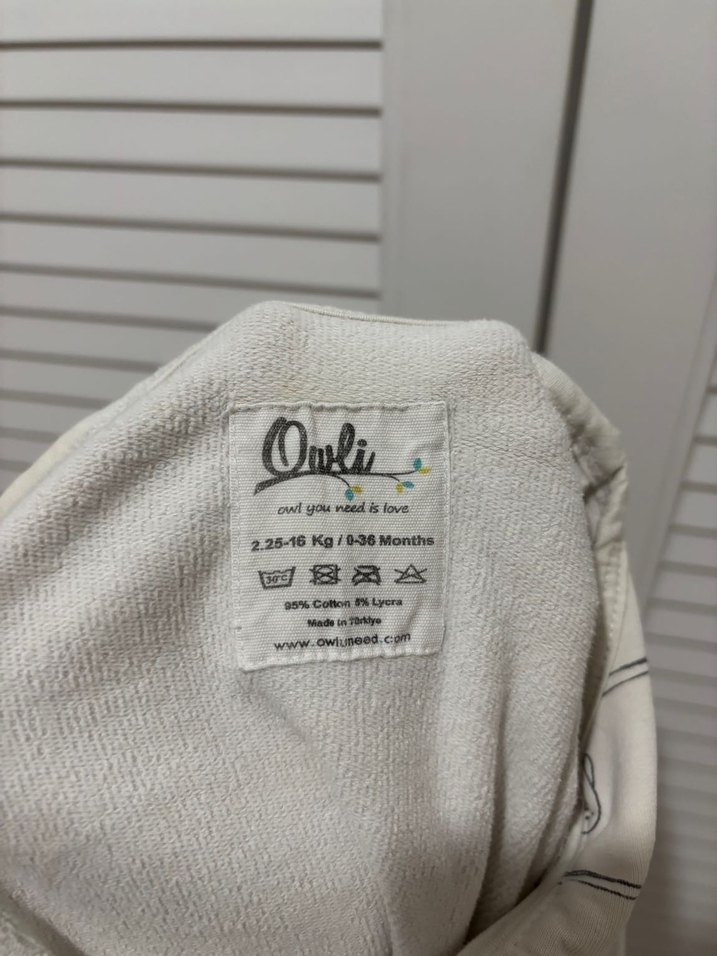 Owli
owl you need is love
2.25-16 Kg / 0-36 Months
30°C
95% Cotton 5% Lycra
Made in Türkiye
www.owluneed.com